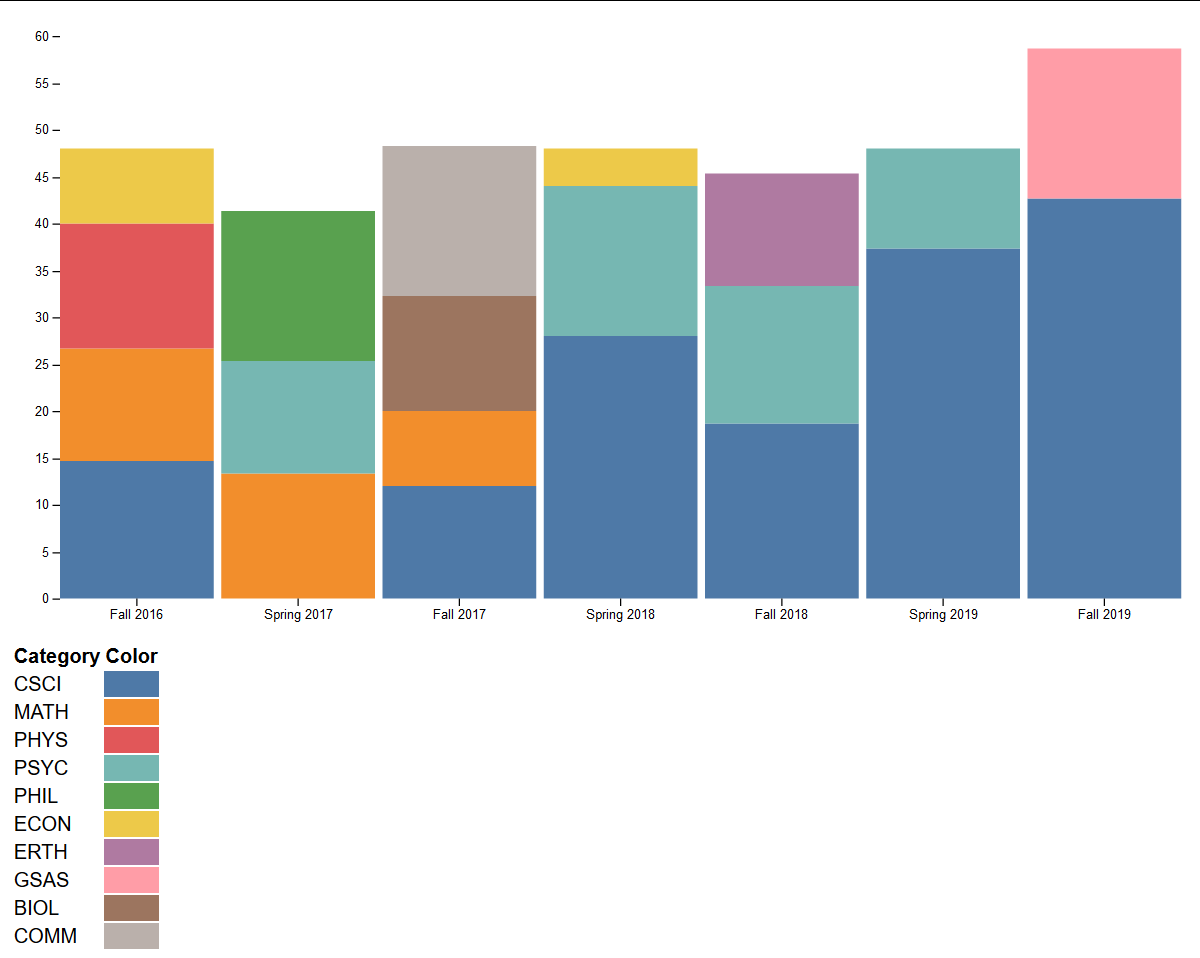 60
55
50
45
40
35
30
25
20
15
10
5
0
Fall 2016 Spring 2017 Fall 2017 Spring 2018 Fall 2018 Spring 2019 Fall 2019
Category Color
CSCI
MATH
PHYS
PSYC
PHIL
ECON
ERTH
GSAS
BIOL
COMM